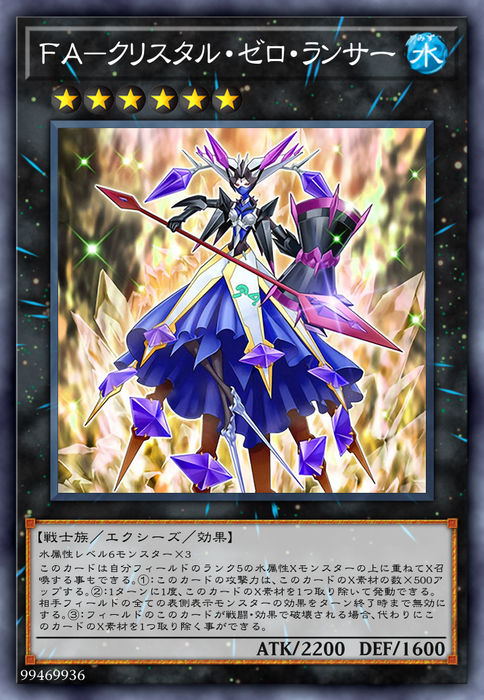 FA－クリスタル・ゼロ・ランサー
みず
水
【戦士族／エクシーズ／効果】
水属性レベル6モンスター×3
このカードは自分フィールドのランク5の水属性Xモンスターの上に重ねてX召
喚する事もできる。①：このカードの攻撃力は、このカードのX素材の数×500ア
ップする。②：1ターンに1度、このカードのX素材を1つ取り除いて発動できる。
相手フィールドの全ての表側表示モンスターの効果をターン終了時まで無効に
する。③：フィールドのこのカードが戦闘・効果で破壊される場合、代わりにこ
のカードのX素材を1つ取り除く事ができる。
ATK/2200 DEF/1600
99469936